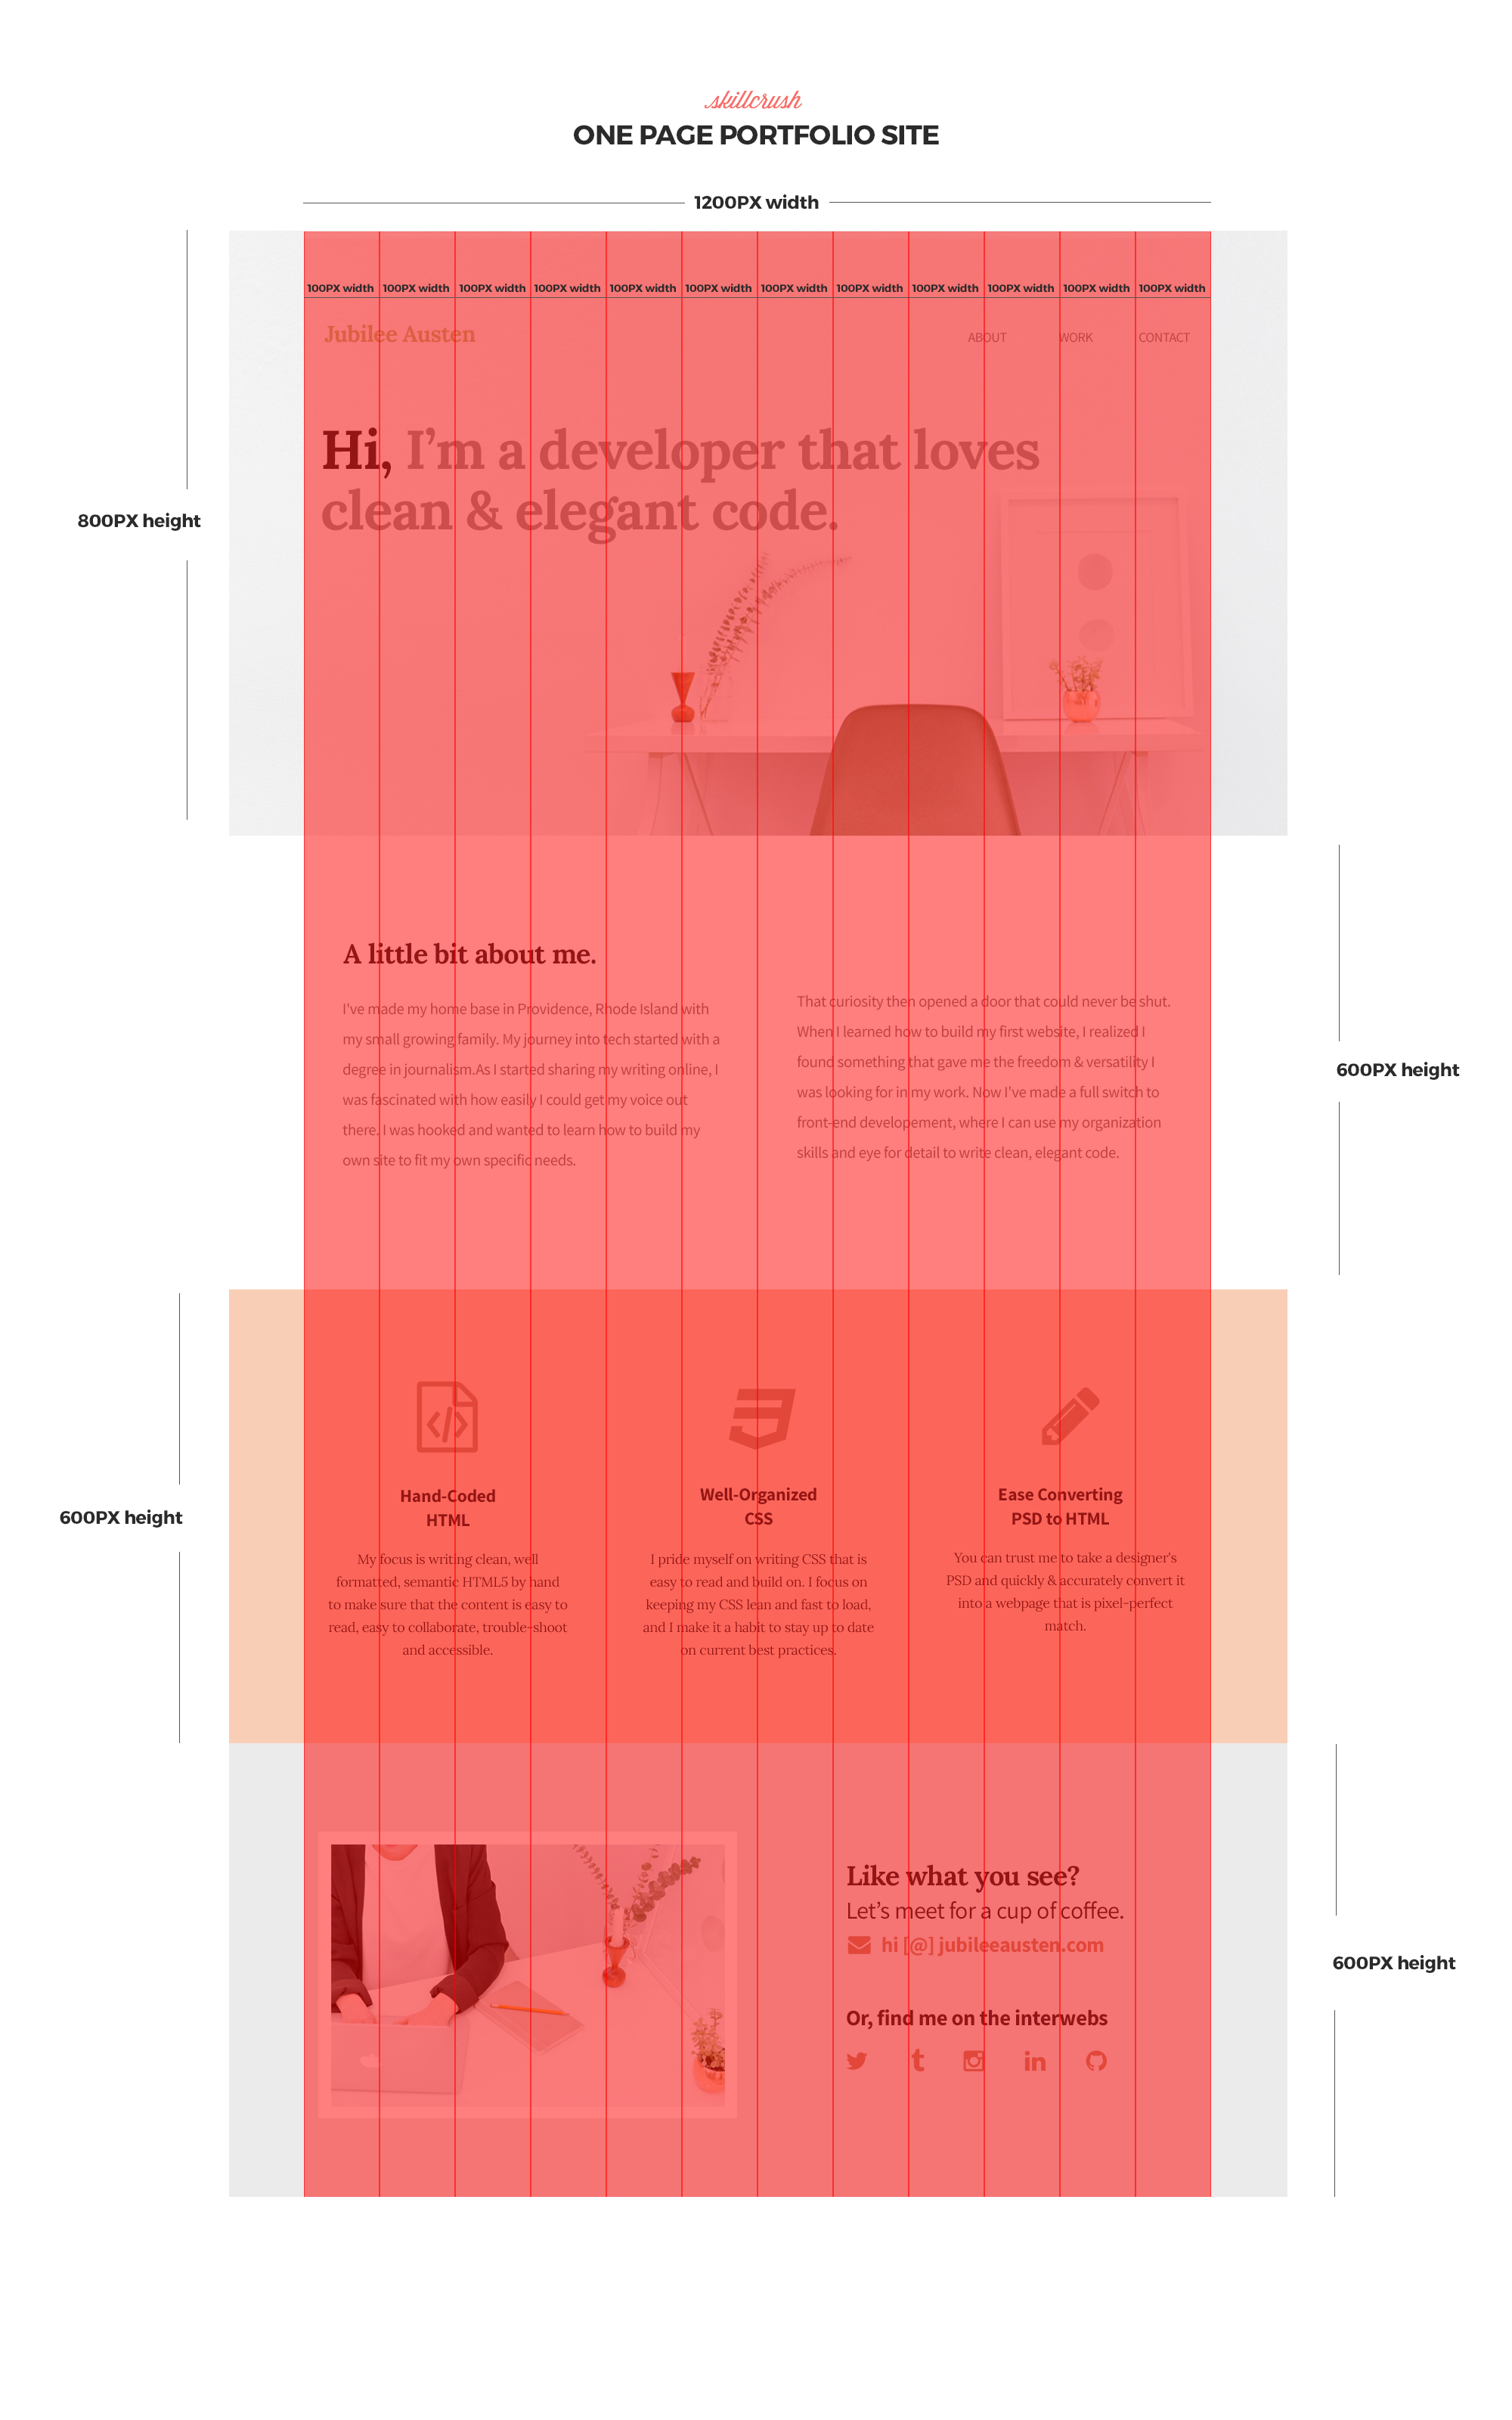 skillcrush
ONE PAGE PORTFOLIO SITE
1200PX width
100PX width 100PX width 100PX width 100PX width 100PX width 100PX width 100PX width 100PX width 100PX width 100PX width 100PX width 100PX width
Jubilee Austen
ABOUT WORK CONTACT
Hi, I’m a developer that loves
clean & elegant code.
800PX height
A little bit about me.
I've made my home base in Providence, Rhode Island with
my small growing family. My journey into tech started with a
degree in journalism.As I started sharing my writing online, I
was fascinated with how easily I could get my voice out
there. I was hooked and wanted to learn how to build my
own site to fit my own specific needs.
That curiosity then opened a door that could never be shut.
When I learned how to build my first website, I realized I
found something that gave me the freedom & versatility I
was looking for in my work. Now I've made a full switch to
front-end developement, where I can use my organization
skills and eye for detail to write clean, elegant code.
600PX height
600PX height
Hand-Coded
HTML
My focus is writing clean, well
formatted, semantic HTML5 by hand
to make sure that the content is easy to
read, easy to collaborate, trouble-shoot
and accessible.
Well-Organized
CSS
I pride myself on writing CSS that is
easy to read and build on. I focus on
keeping my CSS lean and fast to load,
and I make it a habit to stay up to date
on current best practices.
Ease Converting
PSD to HTML
You can trust me to take a designer's
PSD and quickly & accurately convert it
into a webpage that is pixel-perfect
match.
Like what you see?
Let’s meet for a cup of coffee.
hi [@] jubileeausten.com
Or, find me on the interwebs
600PX height